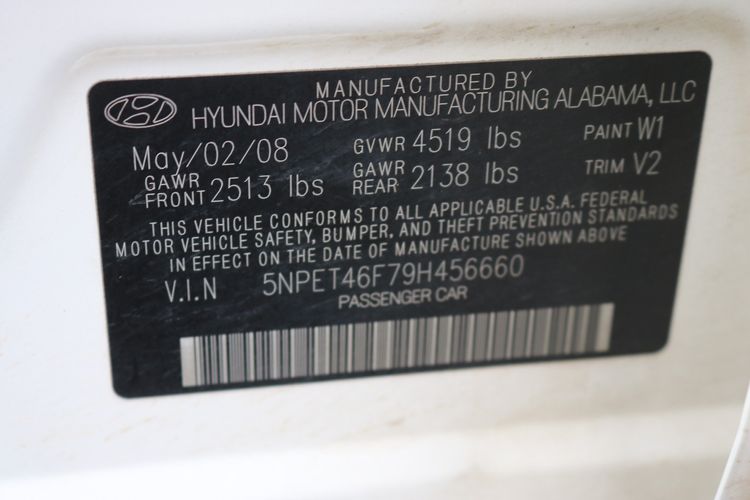 MANUFACTURED BY
HYUNDAI MOTOR MANUFACTURING ALABAMA, LLC
May/02/08 GVWR 4519 lbs PAINT W1
GAWR FRONT 2513 lbs GAWR REAR 2138 lbs TRIM V2
THIS VEHICLE CONFORMS TO ALL APPLICABLE U.S.A. FEDERAL
MOTOR VEHICLE SAFETY, BUMPER, AND THEFT PREVENTION STANDARDS
IN EFFECT ON THE DATE OF MANUFACTURE SHOWN ABOVE
V.I.N 5NPET46F79H456660
PASSENGER CAR